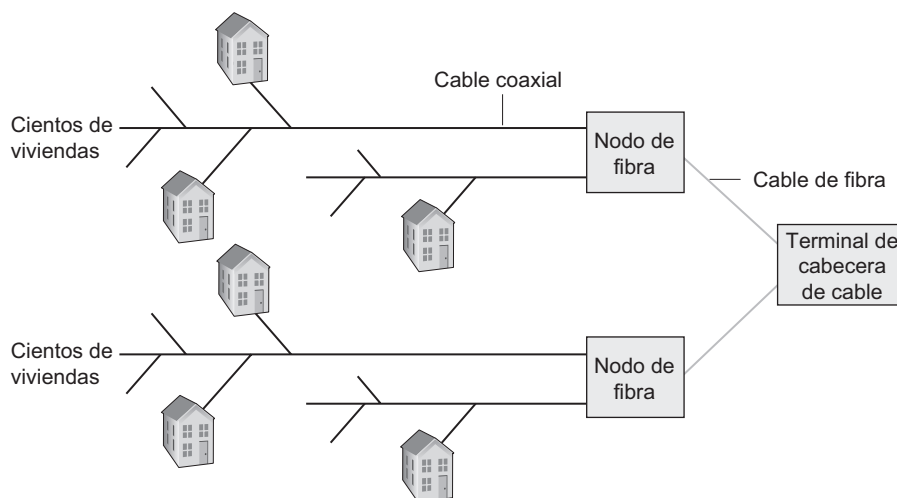 Cable coaxial
Cientos de
viviendas
Nodo de
fibra
Cable de fibra
Terminal de
cabecera
de cable
Cientos de
viviendas
Nodo de
fibra